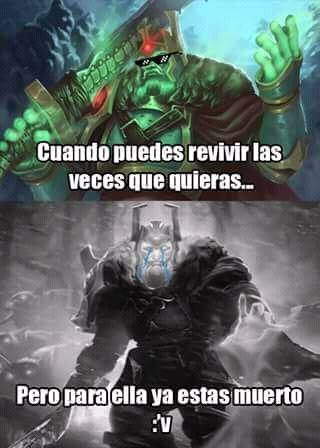 Cuando puedes revivir las
veces que quieras...
Pero para ella ya estas muerto
:'v